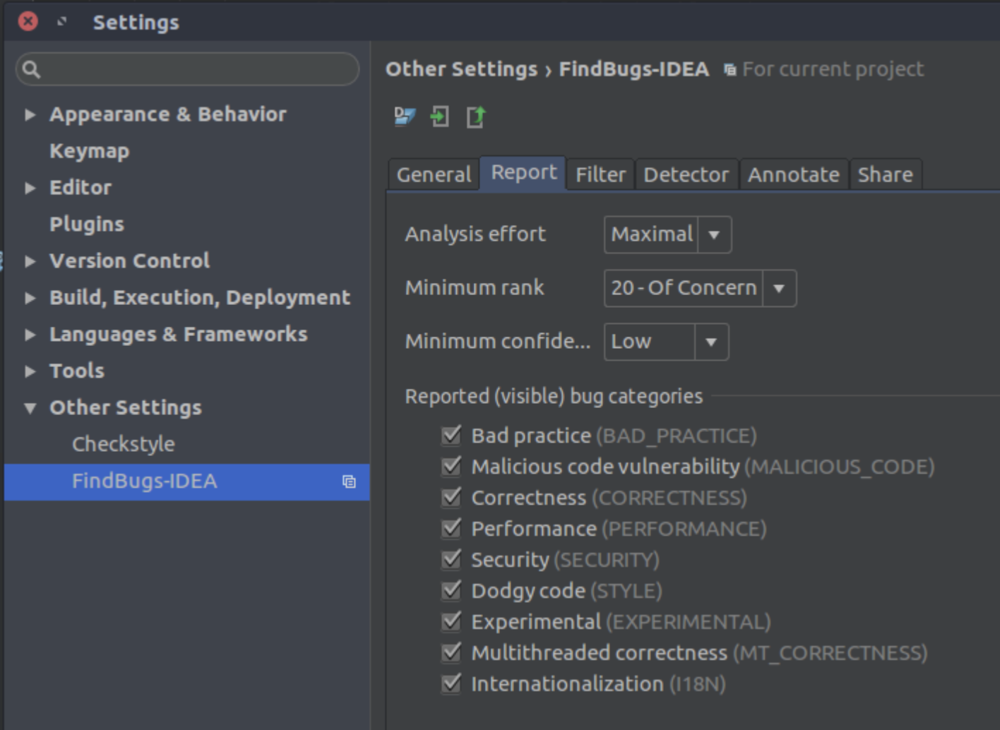 Settings
Appearance & Behavior
Keymap
Editor
Plugins
Version Control
Build, Execution, Deployment
Languages & Frameworks
Tools
Other Settings
Checkstyle
FindBugs-IDEA
Other Settings › FindBugs-IDEA For current project
General Report Filter Detector Annotate Share
Analysis effort Maximal
Minimum rank 20 - Of Concern
Minimum confide... Low
Reported (visible) bug categories
Bad practice (BAD_PRACTICE)
Malicious code vulnerability (MALICIOUS_CODE)
Correctness (CORRECTNESS)
Performance (PERFORMANCE)
Security (SECURITY)
Dodgy code (STYLE)
Experimental (EXPERIMENTAL)
Multithreaded correctness (MT_CORRECTNESS)
Internationalization (I18N)